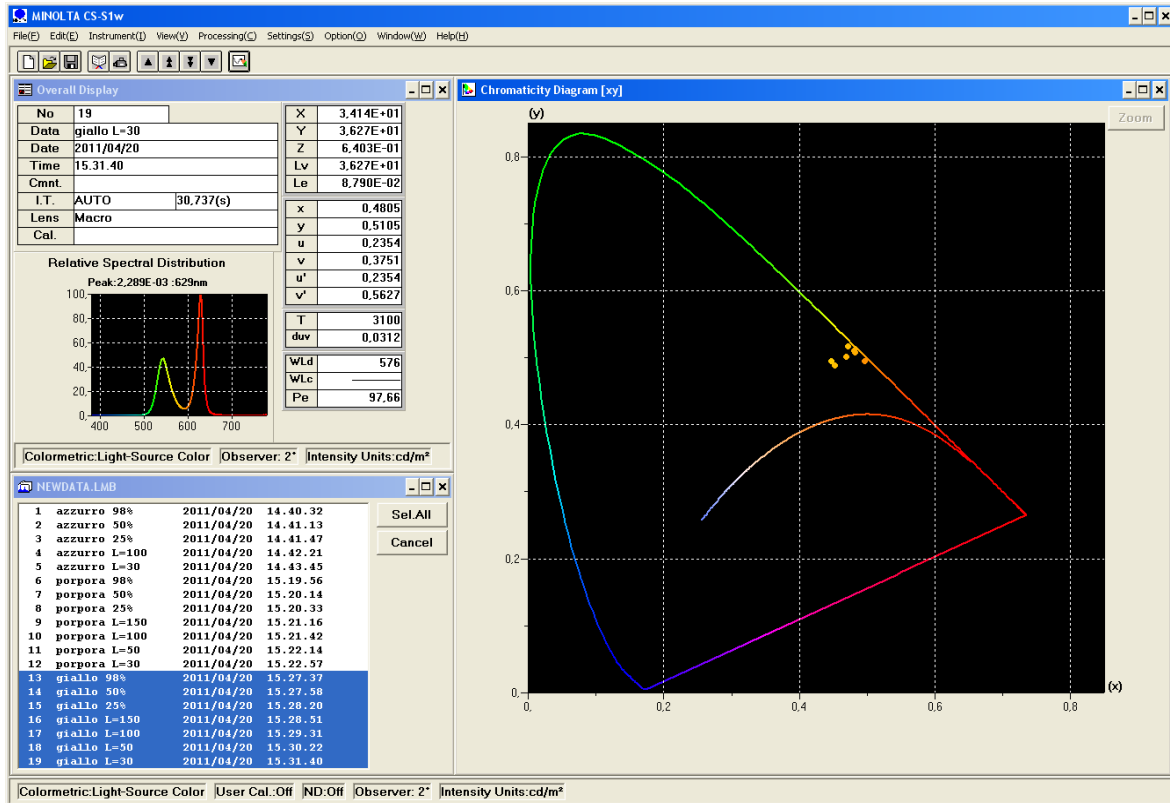 MINOLTA CS-S1w
File(F) Edit(E) Instrument(I) View(V) Processing(C) Settings(S) Option(O) Window(W) Help(H)
Overall Display
No 19
Data giallo L=30
Date 2011/04/20
Time 15.31.40
Cmnt.
I.T. AUTO 30,737(s)
Lens Macro
Cal.
X 3,414E+01
Y 3,627E+01
Z 6,403E-01
Lv 3,627E+01
Le 8,790E-02
x 0,4805
y 0,5105
u 0,2354
v 0,3751
u' 0,2354
v' 0,5627
T 3100
duv 0,0312
WLd 576
WLc
Pe 97,66
Relative Spectral Distribution
Peak:2,289E-03 :629nm
100,
80,
60,
40,
20,
0,
400 500 600 700
Colormetric:Light-Source Color Observer: 2° Intensity Units:cd/m²
NEWDATA.LMB
1 azzurro 98% 2011/04/20 14.40.32
2 azzurro 50% 2011/04/20 14.41.13
3 azzurro 25% 2011/04/20 14.41.47
4 azzurro L=100 2011/04/20 14.42.21
5 azzurro L=30 2011/04/20 14.43.45
6 porpora 98% 2011/04/20 15.19.56
7 porpora 50% 2011/04/20 15.20.14
8 porpora 25% 2011/04/20 15.20.33
9 porpora L=150 2011/04/20 15.21.16
10 porpora L=100 2011/04/20 15.21.42
11 porpora L=50 2011/04/20 15.22.14
12 porpora L=30 2011/04/20 15.22.57
13 giallo 98% 2011/04/20 15.27.37
14 giallo 50% 2011/04/20 15.27.58
15 giallo 25% 2011/04/20 15.28.20
16 giallo L=150 2011/04/20 15.28.51
17 giallo L=100 2011/04/20 15.29.31
18 giallo L=50 2011/04/20 15.30.22
19 giallo L=30 2011/04/20 15.31.40
Sel.All
Cancel
Chromaticity Diagram [xy]
Zoom
(y)
0,8
0,6
0,4
0,2
0,
0, 0,2 0,4 0,6 0,8
(x)
Colormetric:Light-Source Color User Cal.:Off ND:Off Observer: 2° Intensity Units:cd/m²